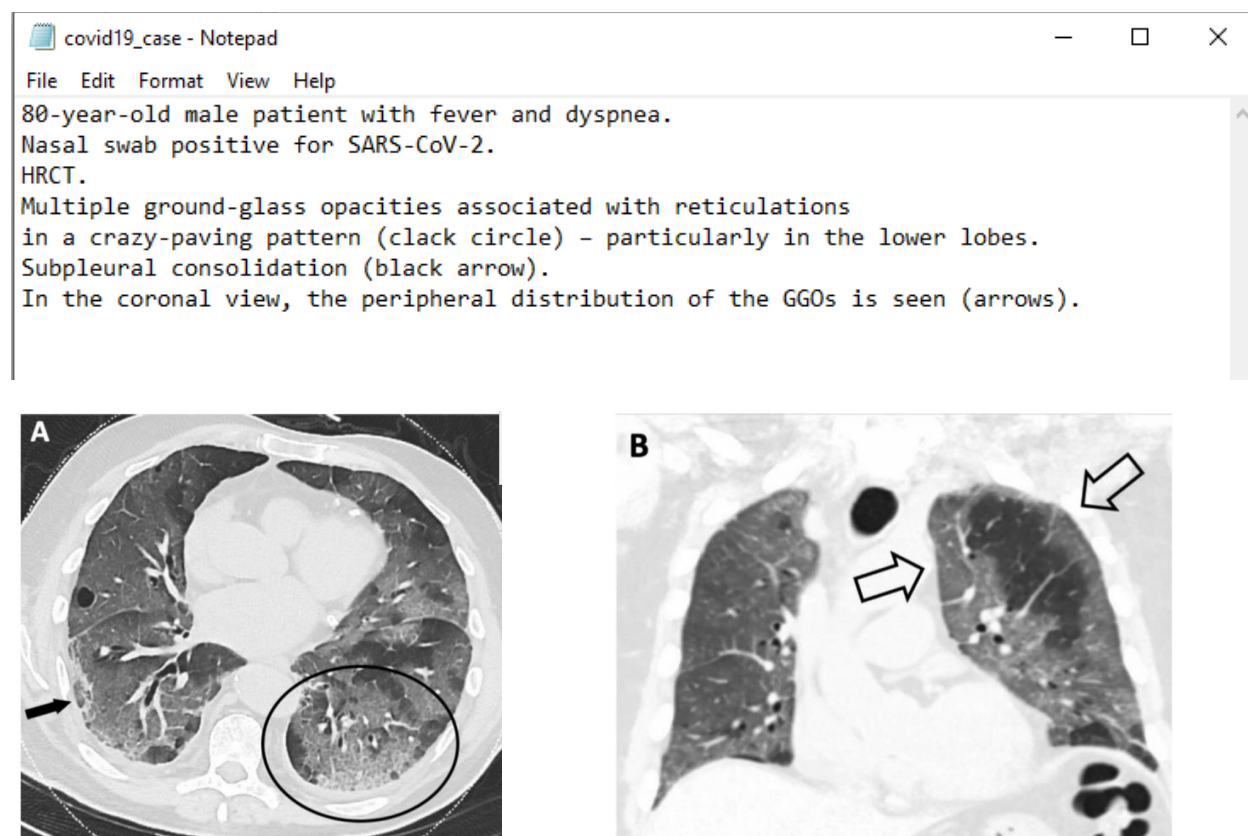 covid19_case - Notepad
File Edit Format View Help
80-year-old male patient with fever and dyspnea.
Nasal swab positive for SARS-CoV-2.
HRCT.
Multiple ground-glass opacities associated with reticulations
in a crazy-paving pattern (clack circle) – particularly in the lower lobes.
Subpleural consolidation (black arrow).
In the coronal view, the peripheral distribution of the GGOs is seen (arrows).
A
B